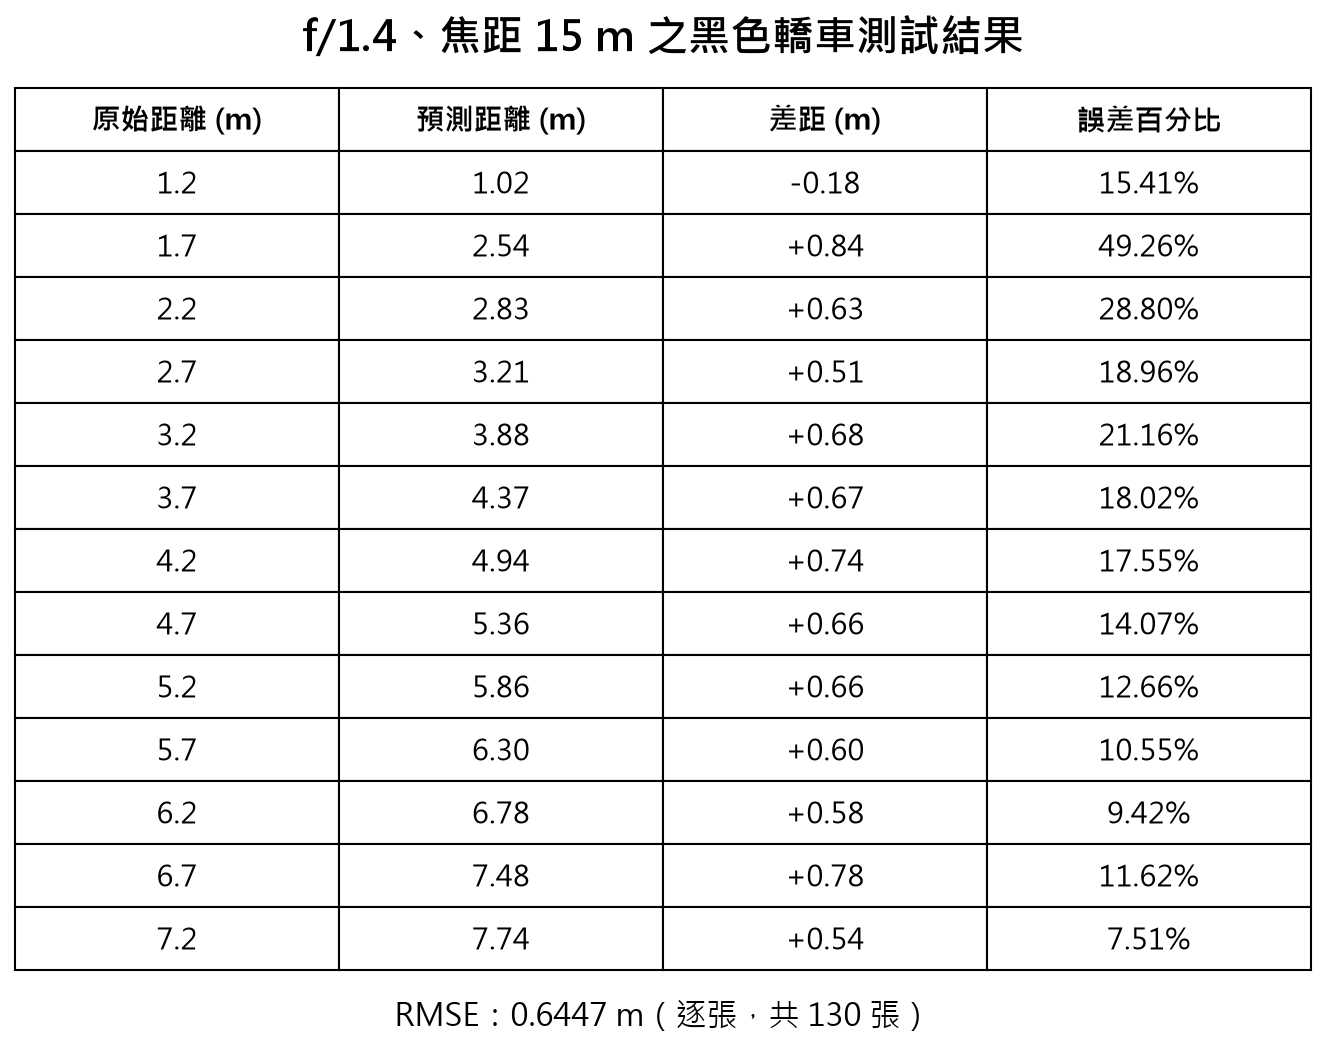 f/1.4、焦距 15 m 之黑色轎車測試結果
原始距離 (m) 預測距離 (m) 差距 (m) 誤差百分比
1.2 1.02 -0.18 15.41%
1.7 2.54 +0.84 49.26%
2.2 2.83 +0.63 28.80%
2.7 3.21 +0.51 18.96%
3.2 3.88 +0.68 21.16%
3.7 4.37 +0.67 18.02%
4.2 4.94 +0.74 17.55%
4.7 5.36 +0.66 14.07%
5.2 5.86 +0.66 12.66%
5.7 6.30 +0.60 10.55%
6.2 6.78 +0.58 9.42%
6.7 7.48 +0.78 11.62%
7.2 7.74 +0.54 7.51%
RMSE：0.6447 m（逐張，共 130 張）